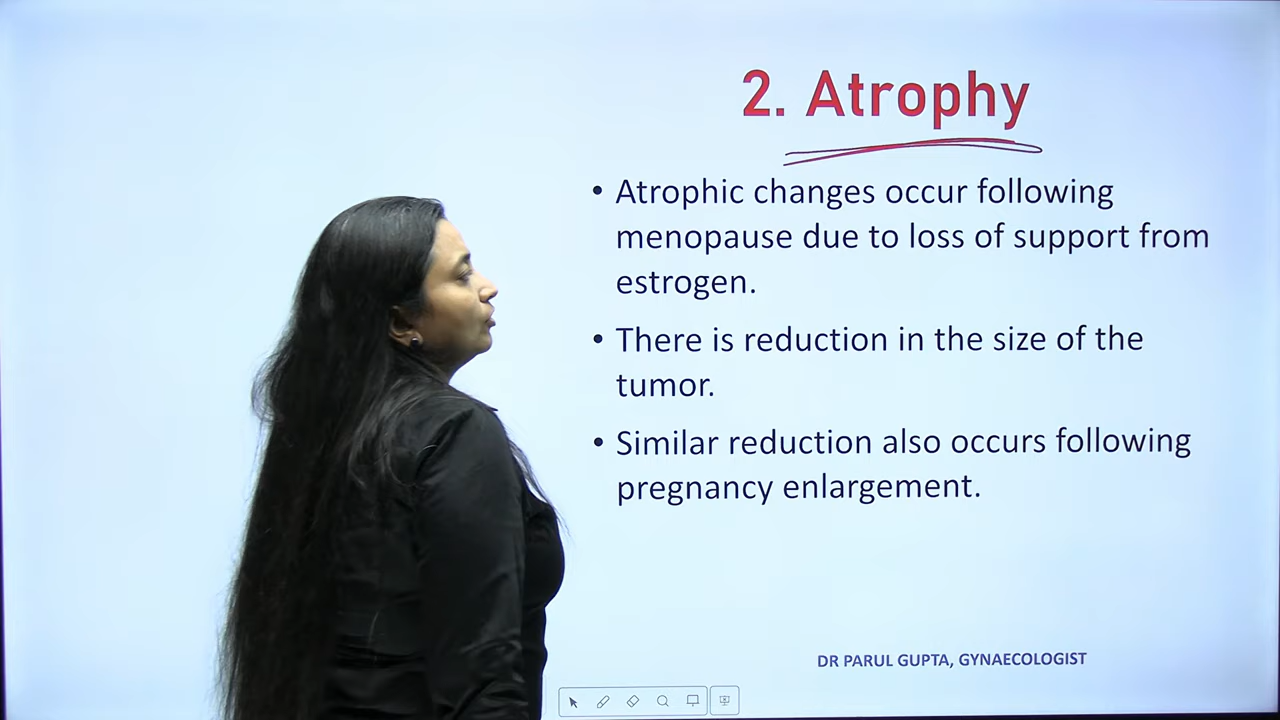 2. Atrophy
• Atrophic changes occur following
menopause due to loss of support from
estrogen.
• There is reduction in the size of the
tumor.
• Similar reduction also occurs following
pregnancy enlargement.
DR PARUL GUPTA, GYNAECOLOGIST